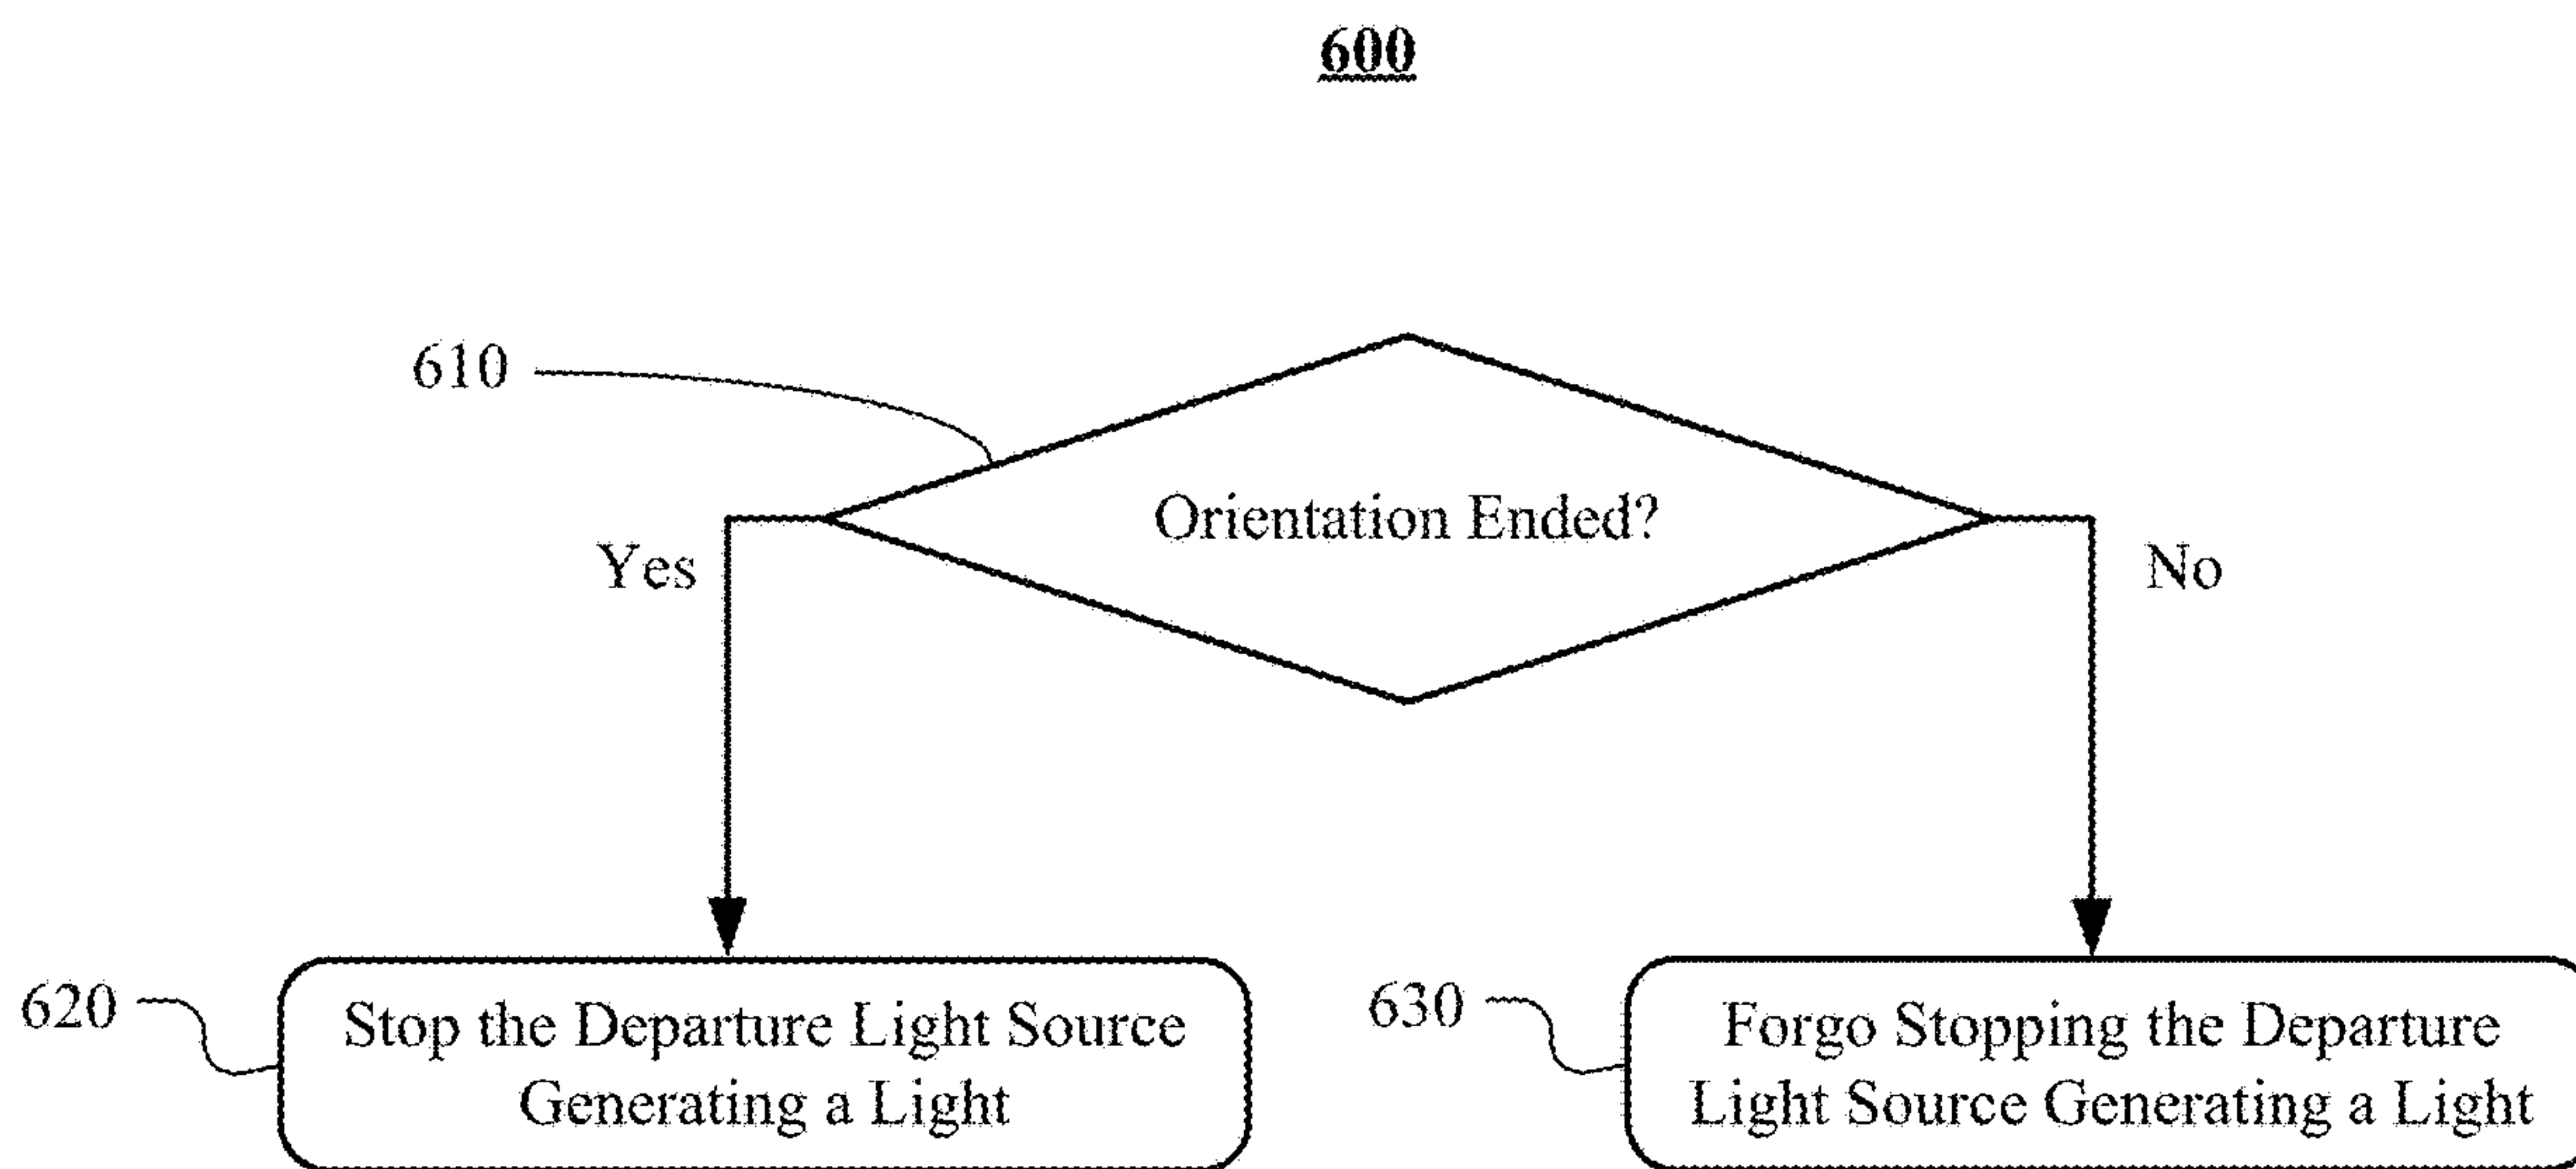 600
610
Orientation Ended?
Yes
No
620
Stop the Departure Light Source
Generating a Light
630
Forgo Stopping the Departure
Light Source Generating a Light